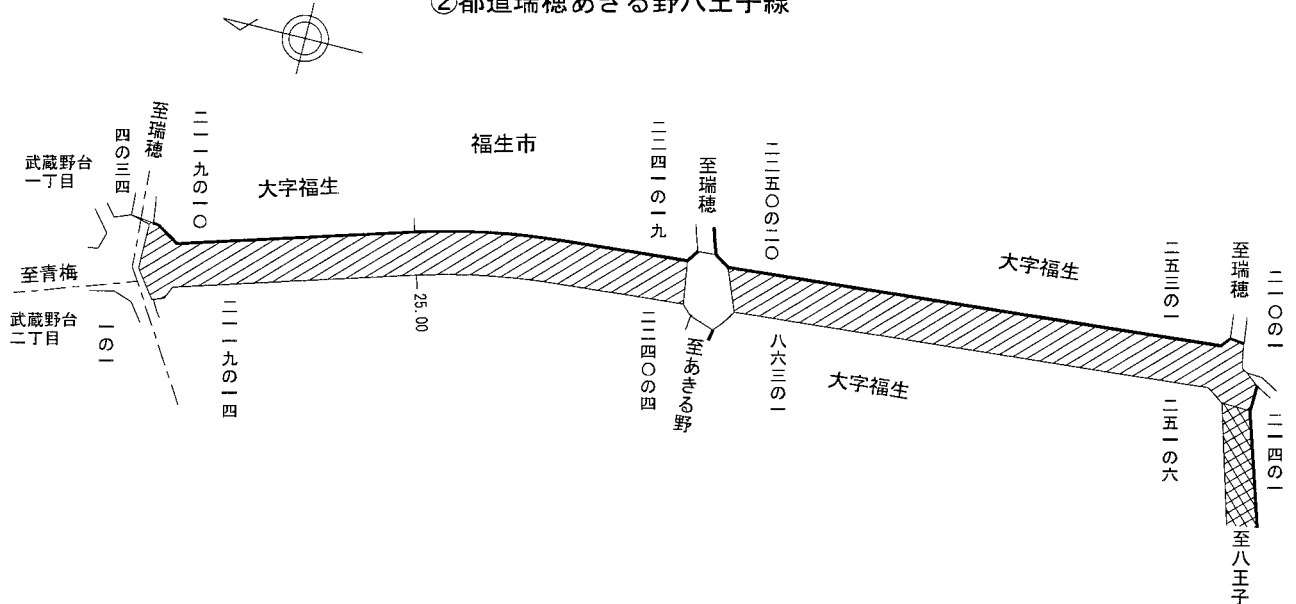 ②都道瑞穂あきる野八王子線
福生市
武蔵野台
一丁目
四の三四
至瑞穂
二一一九の一〇
大字福生
二二四一の一九
至瑞穂
二二五〇の二〇
大字福生
二五三の一
至瑞穂
二一〇の一
至青梅
武蔵野台
二丁目
一の一
二一一九の一四
25.00
二二四〇の四
至あきる野
八六三の一
大字福生
二五一の六
二一四の一
至八王子